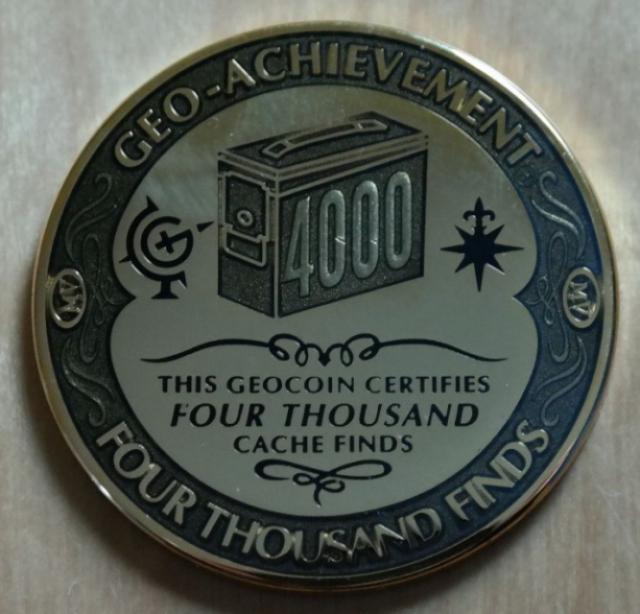 GEO-ACHIEVEMENT
4000
THIS GEOCOIN CERTIFIES
FOUR THOUSAND
CACHE FINDS
FOUR THOUSAND FINDS